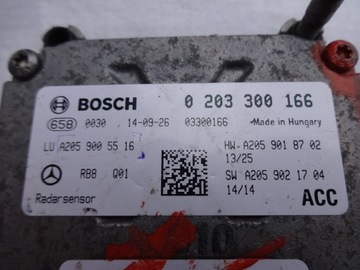 BOSCH 0 203 300 166
658 0030 14-09-26 03300166 Made in Hungary
LU A205 900 55 16 HW A205 901 87 02
13/25
RBB Q01 SW A205 902 17 04
14/14
Radarsensor ACC